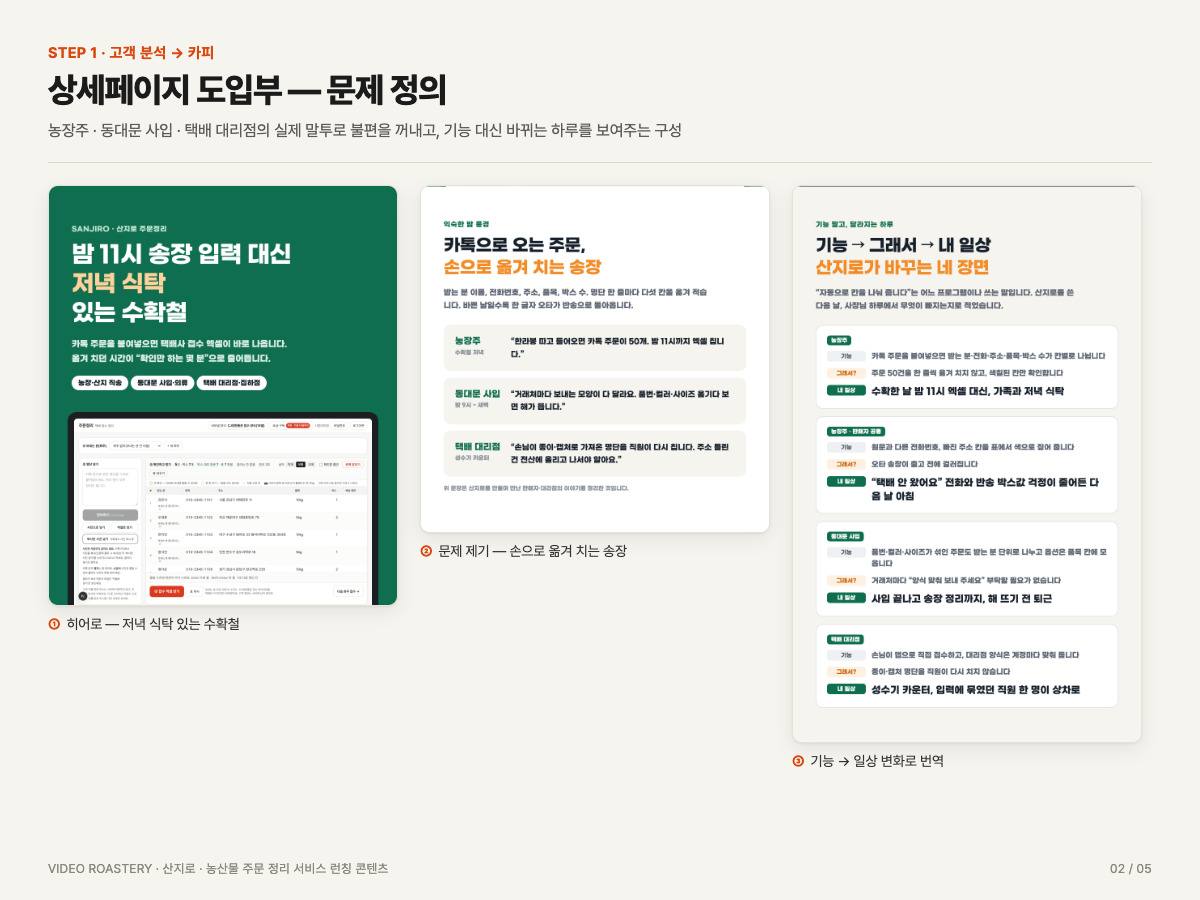 STEP 1 · 고객 분석 → 카피
상세페이지 도입부 — 문제 정의
농장주 · 동대문 사입 · 택배 대리점의 실제 말투로 불편을 꺼내고, 기능 대신 바뀌는 하루를 보여주는 구성
SANJIRO · 산지로 주문정리
밤 11시 송장 입력 대신
저녁 식탁
있는 수확철
카톡 주문을 붙여넣으면 택배사 접수 엑셀이 바로 나옵니다.
옮겨 치던 시간이 "확인만 하는 몇 분"으로 줄어듭니다.
농장·산지 직송
동대문 사입·의류
택배 대리점·집하점
주문정리
① 히어로 — 저녁 식탁 있는 수확철
익숙한 밤 풍경
카톡으로 오는 주문,
손으로 옮겨 치는 송장
받는 분 이름, 전화번호, 주소, 품목, 박스 수. 명단 한 줄마다 다섯 칸을 옮겨 적습
니다. 바쁜 날일수록 한 글자 오타가 반송으로 돌아옵니다.
농장주
수확철 저녁
"한라봉 따고 들어오면 카톡 주문이 50개. 밤 11시까지 엑셀 칩니
다."
동대문 사입
밤 9시 ~ 새벽
"거래처마다 보내는 모양이 다 달라요. 품번·컬러·사이즈 옮기다 보
면 해가 뜹니다."
택배 대리점
성수기 카운터
"손님이 종이·캡처로 가져온 명단을 직원이 다시 칩니다. 주소 틀린
건 전산에 올리고 나서야 알아요."
위 문장은 산지로를 만들며 만난 판매자·대리점의 이야기를 정리한 것입니다.
② 문제 제기 — 손으로 옮겨 치는 송장
기능 말고, 달라지는 하루
기능 → 그래서 → 내 일상
산지로가 바꾸는 네 장면
"자동으로 칸을 나눠 줍니다"는 어느 프로그램이나 쓰는 말입니다. 산지로를 쓴
다음 날, 사장님 하루에서 무엇이 빠지는지로 적었습니다.
농장주
기능 카톡 주문을 붙여넣으면 받는 분·전화·주소·품목·박스 수가 칸별로 나뉩니다
그래서? 주문 50건을 한 줄씩 옮겨 치지 않고, 색칠된 칸만 확인합니다
내 일상 수확한 날 밤 11시 엑셀 대신, 가족과 저녁 식탁
농장주 · 판매자 공통
기능 원문과 다른 전화번호, 빠진 주소 칸을 표에서 색으로 짚어 줍니다
그래서? 오타 송장이 출고 전에 걸러집니다
내 일상 "택배 안 왔어요" 전화와 반송 박스값 걱정이 줄어든 다
음 날 아침
동대문 사입
기능 품번·컬러·사이즈가 섞인 주문도 받는 분 단위로 나누고 옵션은 품목 칸에 모
읍니다
그래서? 거래처마다 "양식 맞춰 보내 주세요" 부탁할 필요가 없습니다
내 일상 사입 끝나고 송장 정리까지, 해 뜨기 전 퇴근
택배 대리점
기능 손님이 앱으로 직접 접수하고, 대리점 양식은 계정마다 맞춰 둡니다
그래서? 종이·캡처 명단을 직원이 다시 치지 않습니다
내 일상 성수기 카운터, 입력에 묶였던 직원 한 명이 상차로
③ 기능 → 일상 변화로 번역
VIDEO ROASTERY · 산지로 · 농산물 주문 정리 서비스 런칭 콘텐츠
02 / 05